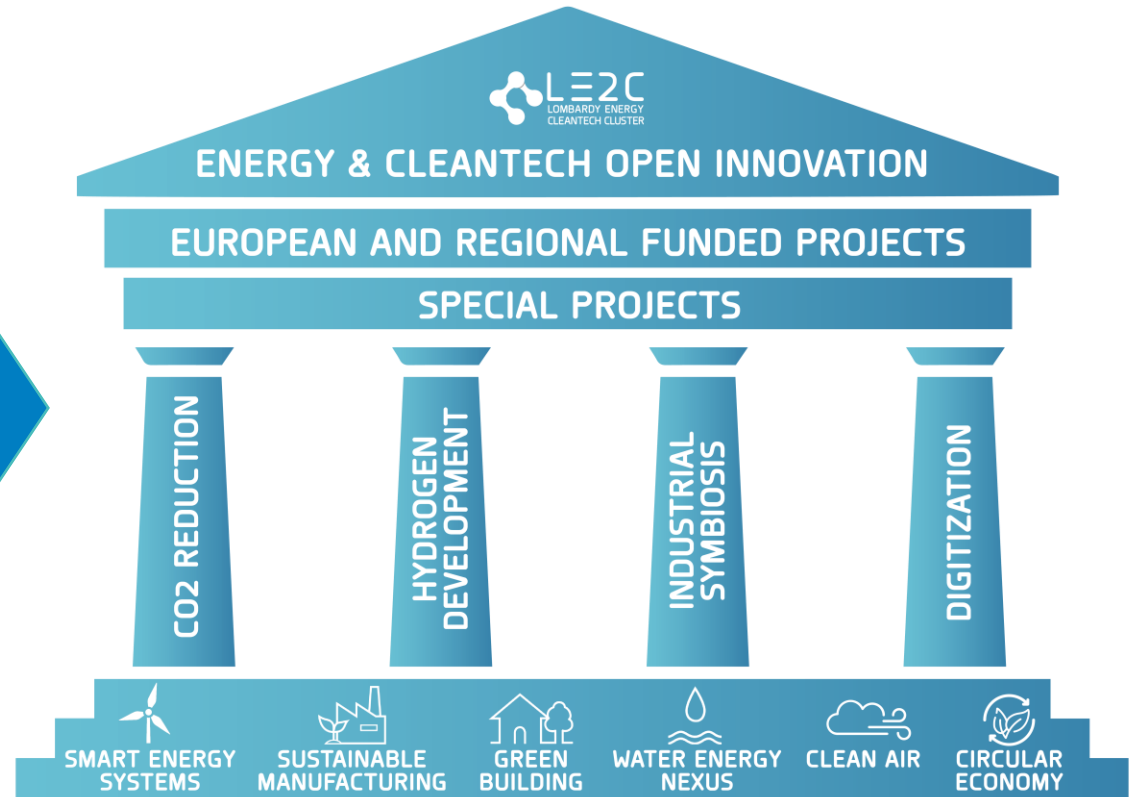 LE2C
LOMBARDY ENERGY
CLEANTECH CLUSTER
ENERGY & CLEANTECH OPEN INNOVATION
EUROPEAN AND REGIONAL FUNDED PROJECTS
SPECIAL PROJECTS
CO2 REDUCTION
HYDROGEN
DEVELOPMENT
INDUSTRIAL
SYMBIOSIS
DIGITIZATION
SMART ENERGY
SYSTEMS
SUSTAINABLE
MANUFACTURING
GREEN
BUILDING
WATER ENERGY
NEXUS
CLEAN AIR
CIRCULAR
ECONOMY